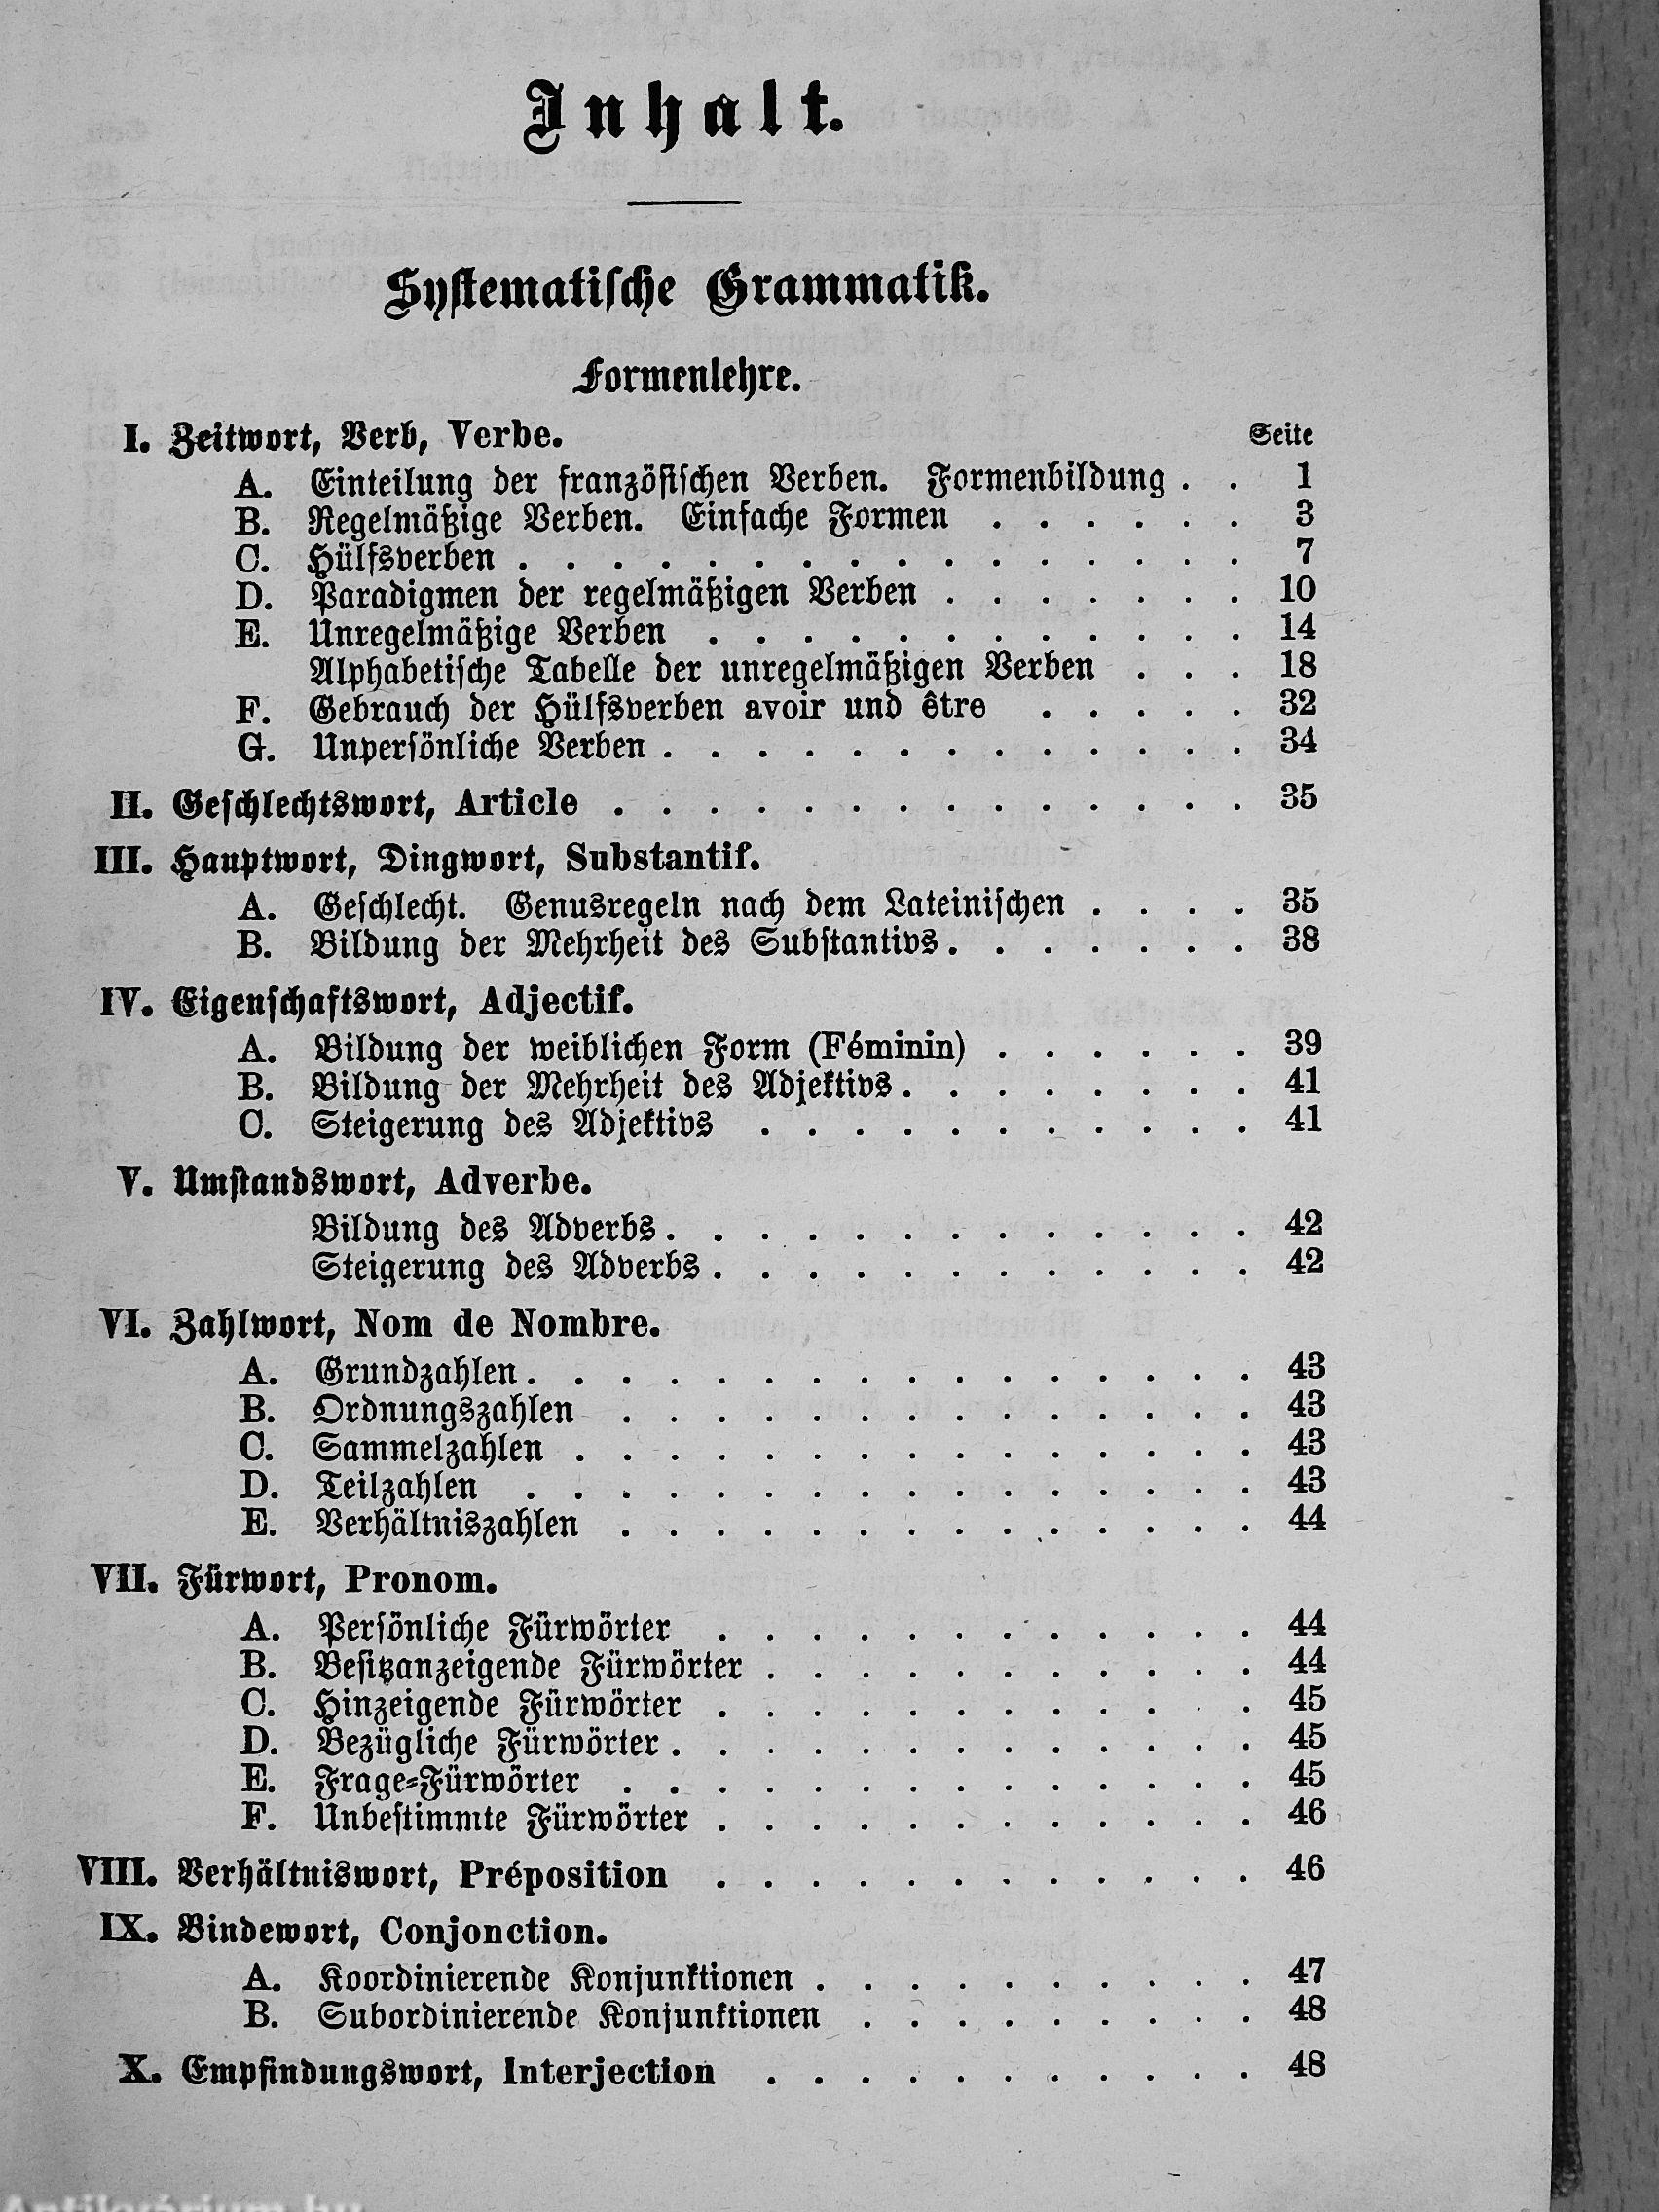 Inhalt.
Systematische Grammatik.
Formenlehre.
I. Zeitwort, Verb, Verbe. Seite
A. Einteilung der französischen Verben. Formenbildung . . 1
B. Regelmäßige Verben. Einfache Formen . . . . . . 3
C. Hülfsverben . . . . . . . . . . . . . . . . 7
D. Paradigmen der regelmäßigen Verben . . . . . . . 10
E. Unregelmäßige Verben . . . . . . . . . . . . 14
Alphabetische Tabelle der unregelmäßigen Verben . . . 18
F. Gebrauch der Hülfsverben avoir und être . . . . . 32
G. Unpersönliche Verben . . . . . . . . . . . . . 34
II. Geschlechtswort, Article . . . . . . . . . . . . . . 35
III. Hauptwort, Dingwort, Substantif.
A. Geschlecht. Genusregeln nach dem Lateinischen . . . . 35
B. Bildung der Mehrheit des Substantivs . . . . . . . 38
IV. Eigenschaftswort, Adjectif.
A. Bildung der weiblichen Form (Féminin) . . . . . . 39
B. Bildung der Mehrheit des Adjektivs . . . . . . . . 41
C. Steigerung des Adjektivs . . . . . . . . . . . 41
V. Umstandswort, Adverbe.
Bildung des Adverbs . . . . . . . . . . . . . 42
Steigerung des Adverbs . . . . . . . . . . . . 42
VI. Zahlwort, Nom de Nombre.
A. Grundzahlen . . . . . . . . . . . . . . . . 43
B. Ordnungszahlen . . . . . . . . . . . . . . 43
C. Sammelzahlen . . . . . . . . . . . . . . . 43
D. Teilzahlen . . . . . . . . . . . . . . . . 43
E. Verhältniszahlen . . . . . . . . . . . . . . 44
VII. Fürwort, Pronom.
A. Persönliche Fürwörter . . . . . . . . . . . . 44
B. Besitzanzeigende Fürwörter . . . . . . . . . . . 44
C. Hinzeigende Fürwörter . . . . . . . . . . . . 45
D. Bezügliche Fürwörter . . . . . . . . . . . . . 45
E. Frage-Fürwörter . . . . . . . . . . . . . . 45
F. Unbestimmte Fürwörter . . . . . . . . . . . . 46
VIII. Verhältniswort, Préposition . . . . . . . . . . . . 46
IX. Bindewort, Conjonction.
A. Koordinierende Konjunktionen . . . . . . . . . . 47
B. Subordinierende Konjunktionen . . . . . . . . . 48
X. Empfindungswort, Interjection . . . . . . . . . . . 48